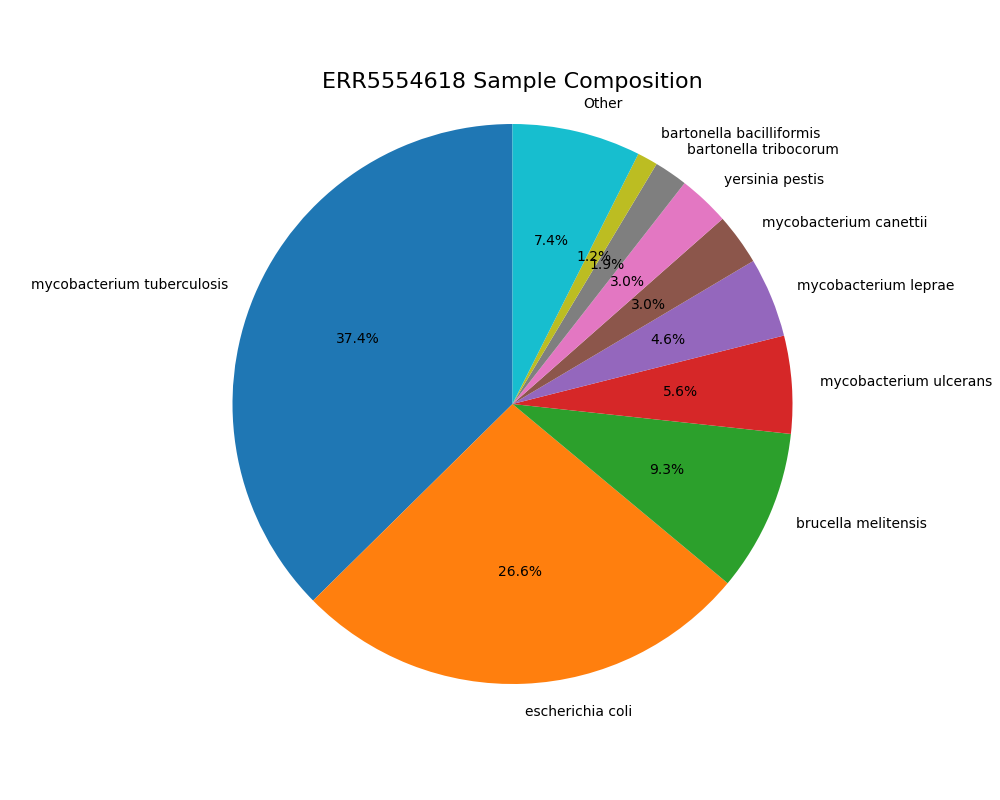 ERR5554618 Sample Composition
Other
bartonella bacilliformis
bartonella tribocorum
yersinia pestis
mycobacterium canettii
mycobacterium leprae
mycobacterium tuberculosis
mycobacterium ulcerans
brucella melitensis
escherichia coli
7.4%
1.2%
1.9%
3.0%
3.0%
4.6%
37.4%
5.6%
9.3%
26.6%